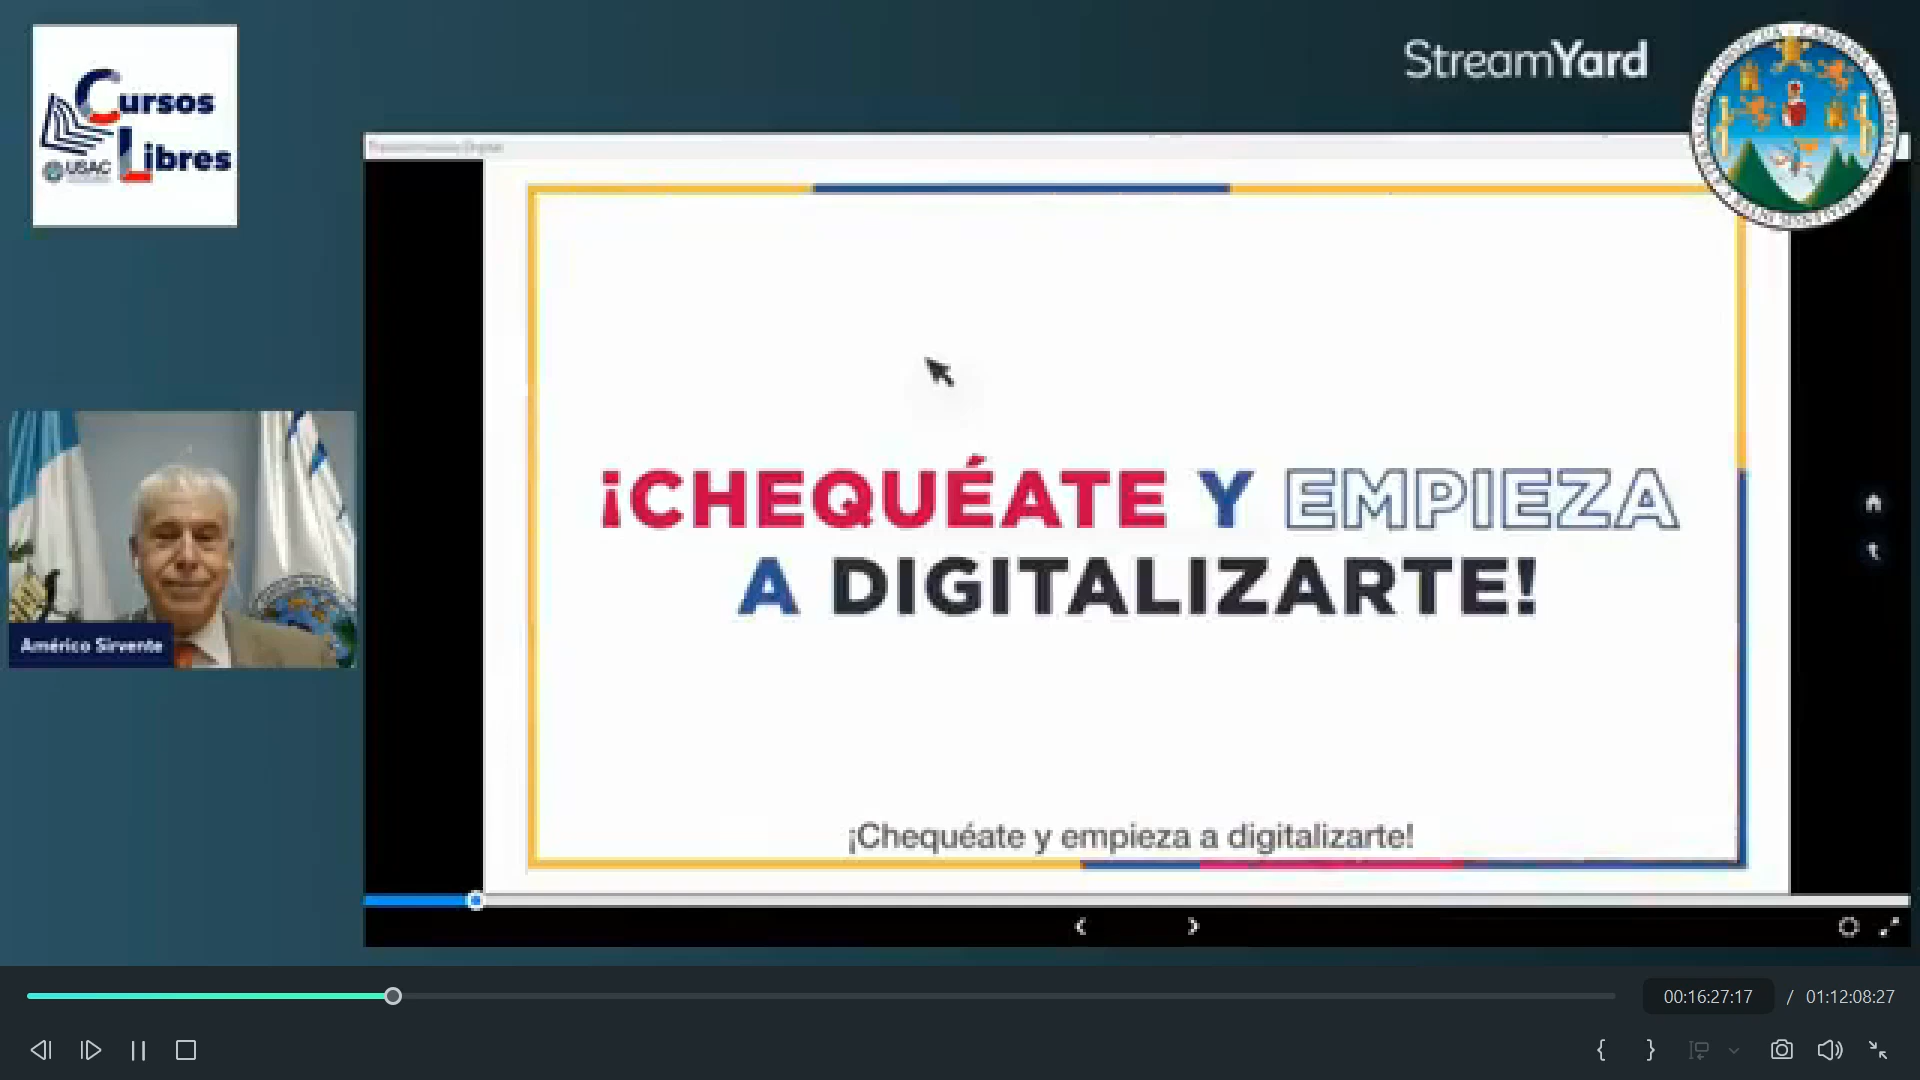 Cursos
Libres
USAC
StreamYard
¡CHEQUÉATE Y EMPIEZA
A DIGITALIZARTE!
¡Chequéate y empieza a digitalizarte!
Américo Sirvente
00:16:27:17 / 01:12:08:27